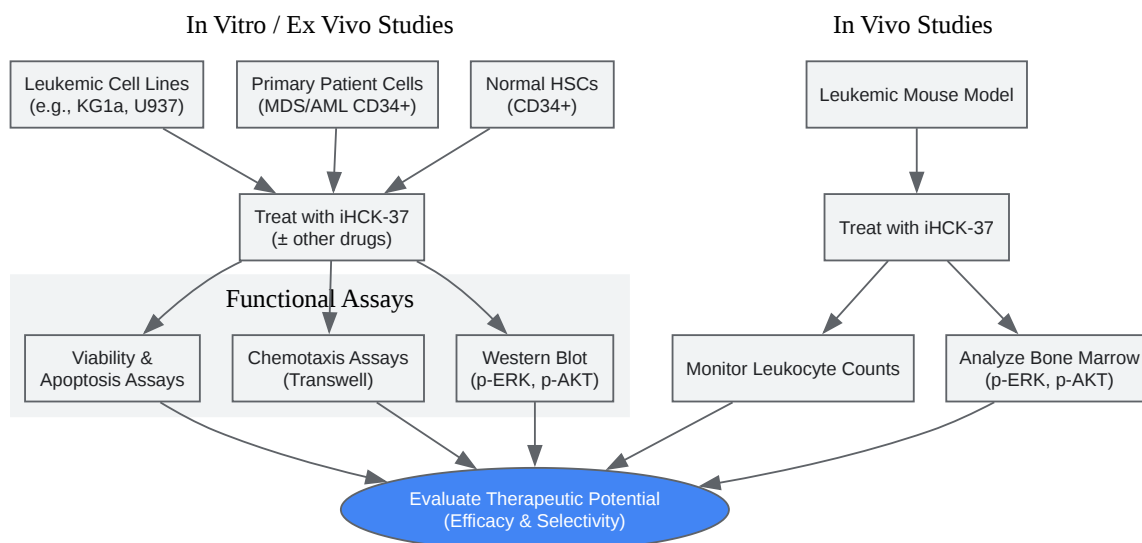 In Vitro / Ex Vivo Studies
In Vivo Studies
Leukemic Cell Lines
(e.g., KG1a, U937)
Primary Patient Cells
(MDS/AML CD34+)
Normal HSCs
(CD34+)
Leukemic Mouse Model
Treat with iHCK-37
(± other drugs)
Treat with iHCK-37
Functional Assays
Viability &
Apoptosis Assays
Chemotaxis Assays
(Transwell)
Western Blot
(p-ERK, p-AKT)
Monitor Leukocyte Counts
Analyze Bone Marrow
(p-ERK, p-AKT)
Evaluate Therapeutic Potential
(Efficacy & Selectivity)